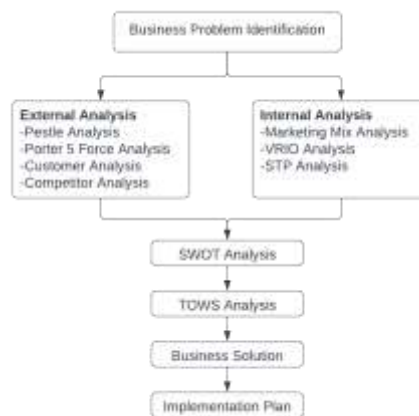 Business Problem Identification
External Analysis
-Pestle Analysis
-Porter 5 Force Analysis
-Customer Analysis
-Competitor Analysis
Internal Analysis
-Marketing Mix Analysis
-VRIO Analysis
-STP Analysis
SWOT Analysis
TOWS Analysis
Business Solution
Implementation Plan